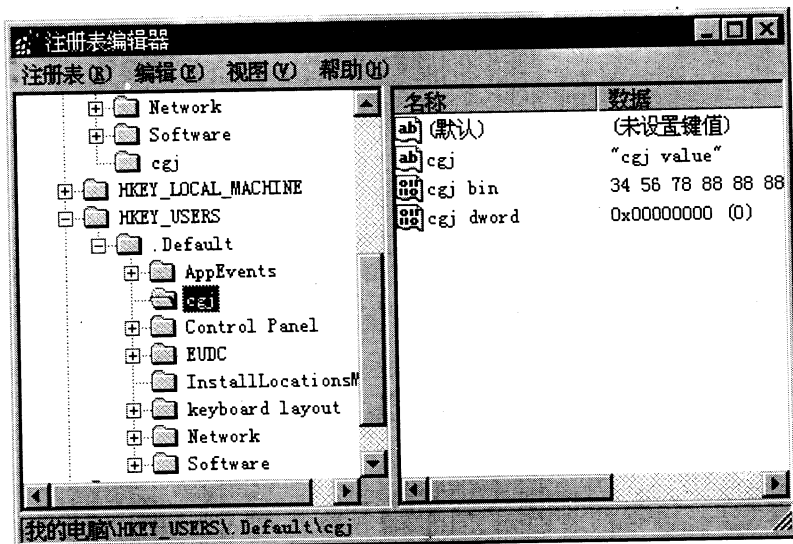 注册表编辑器
注册表(R) 编辑(E) 视图(V) 帮助(H)
Network
Software
cgj
HKEY_LOCAL_MACHINE
HKEY_USERS
.Default
AppEvents
cgj
Control Panel
EUDC
InstallLocationsM
keyboard layout
Network
Software
名称 数据
(默认) (未设置键值)
cgj "cgj value"
cgj bin 34 56 78 88 88 88
cgj dword 0x00000000 (0)
我的电脑\HKEY_USERS\.Default\cgj